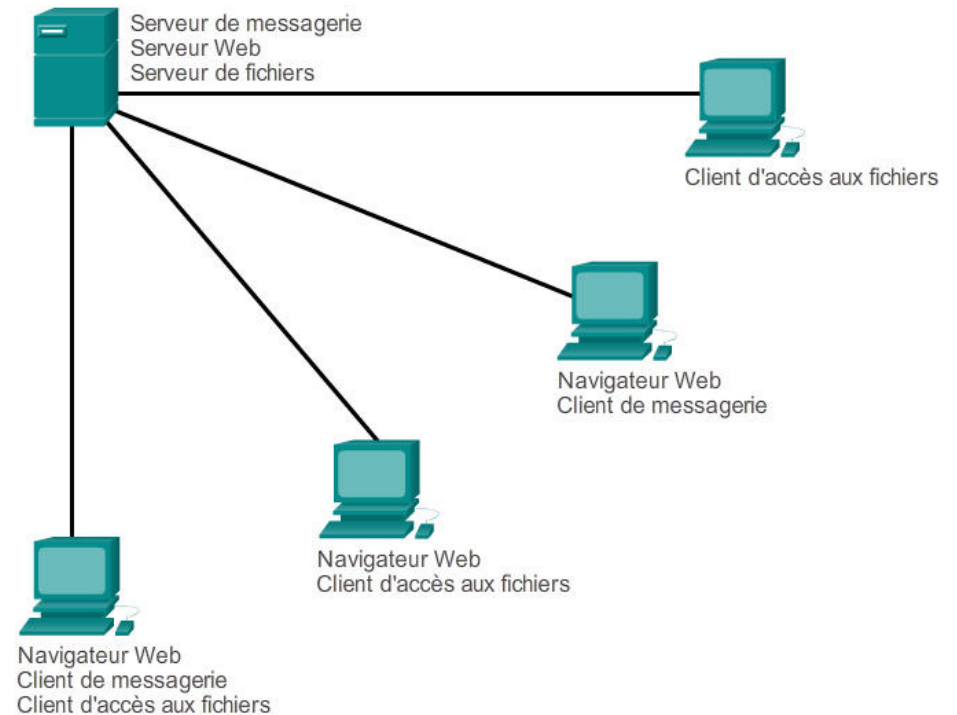 Serveur de messagerie
Serveur Web
Serveur de fichiers
Client d'accès aux fichiers
Navigateur Web
Client de messagerie
Navigateur Web
Client d'accès aux fichiers
Navigateur Web
Client de messagerie
Client d'accès aux fichiers